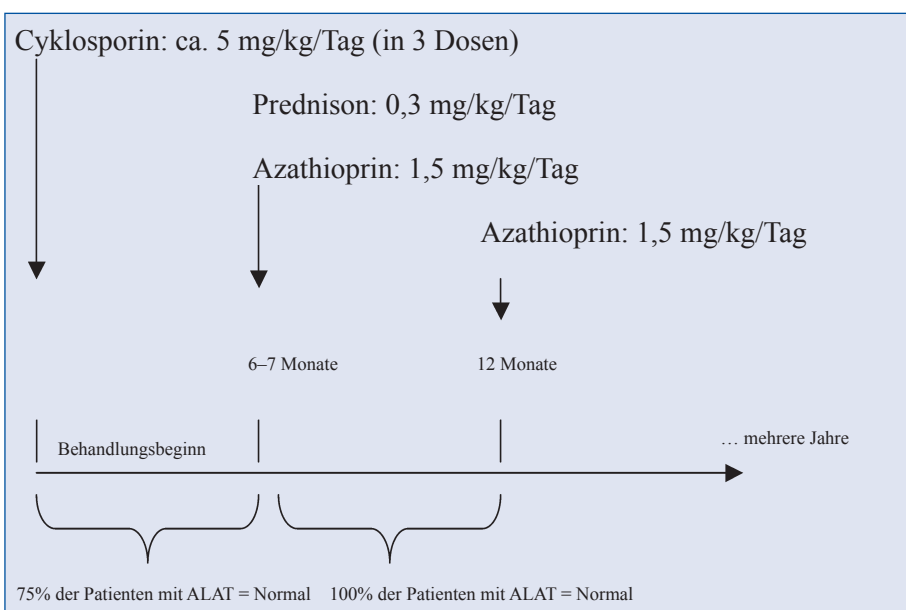 Cyklosporin: ca. 5 mg/kg/Tag (in 3 Dosen)
Prednison: 0,3 mg/kg/Tag
Azathioprin: 1,5 mg/kg/Tag
Azathioprin: 1,5 mg/kg/Tag
6–7 Monate
12 Monate
Behandlungsbeginn
… mehrere Jahre
75% der Patienten mit ALAT = Normal
100% der Patienten mit ALAT = Normal